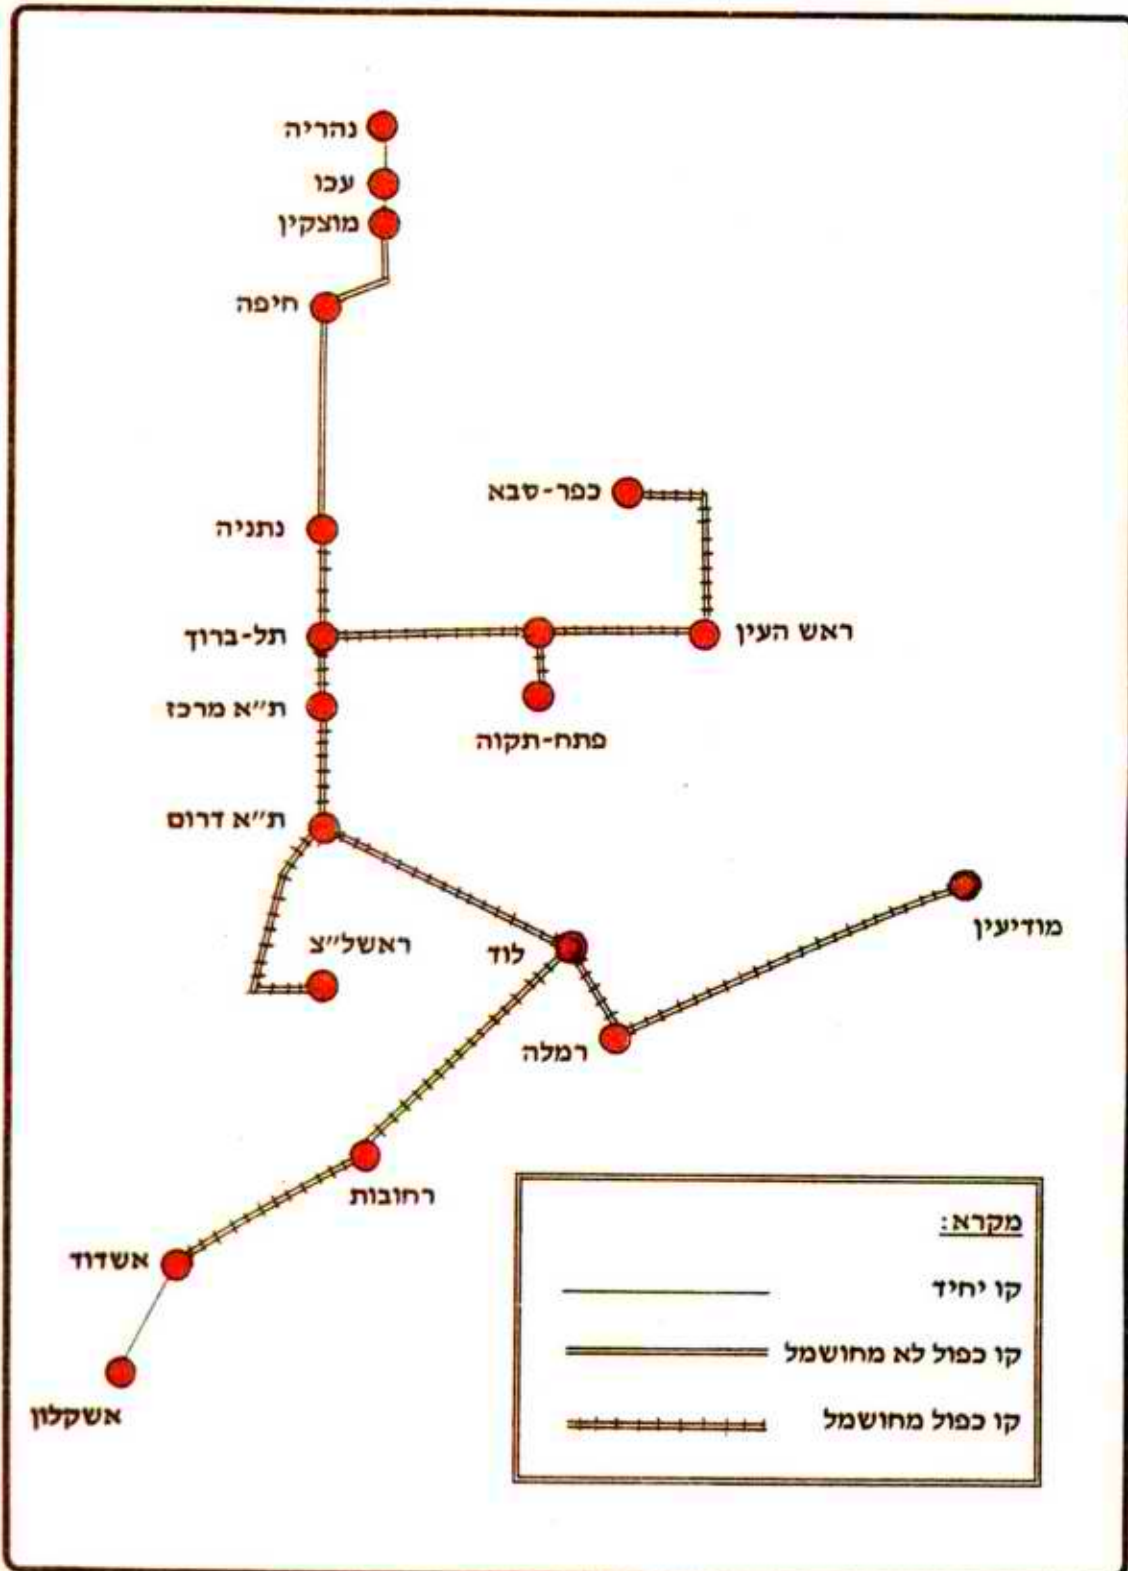 נהריה
עכו
מוצקין
חיפה
כפר-סבא
נתניה
תל-ברוך
ראש העין
ת״א מרכז
פתח-תקוה
ת״א דרום
מודיעין
ראשל״צ
לוד
רמלה
רחובות
אשדוד
אשקלון
מקרא:
קו יחיד
קו כפול לא מחושמל
קו כפול מחושמל